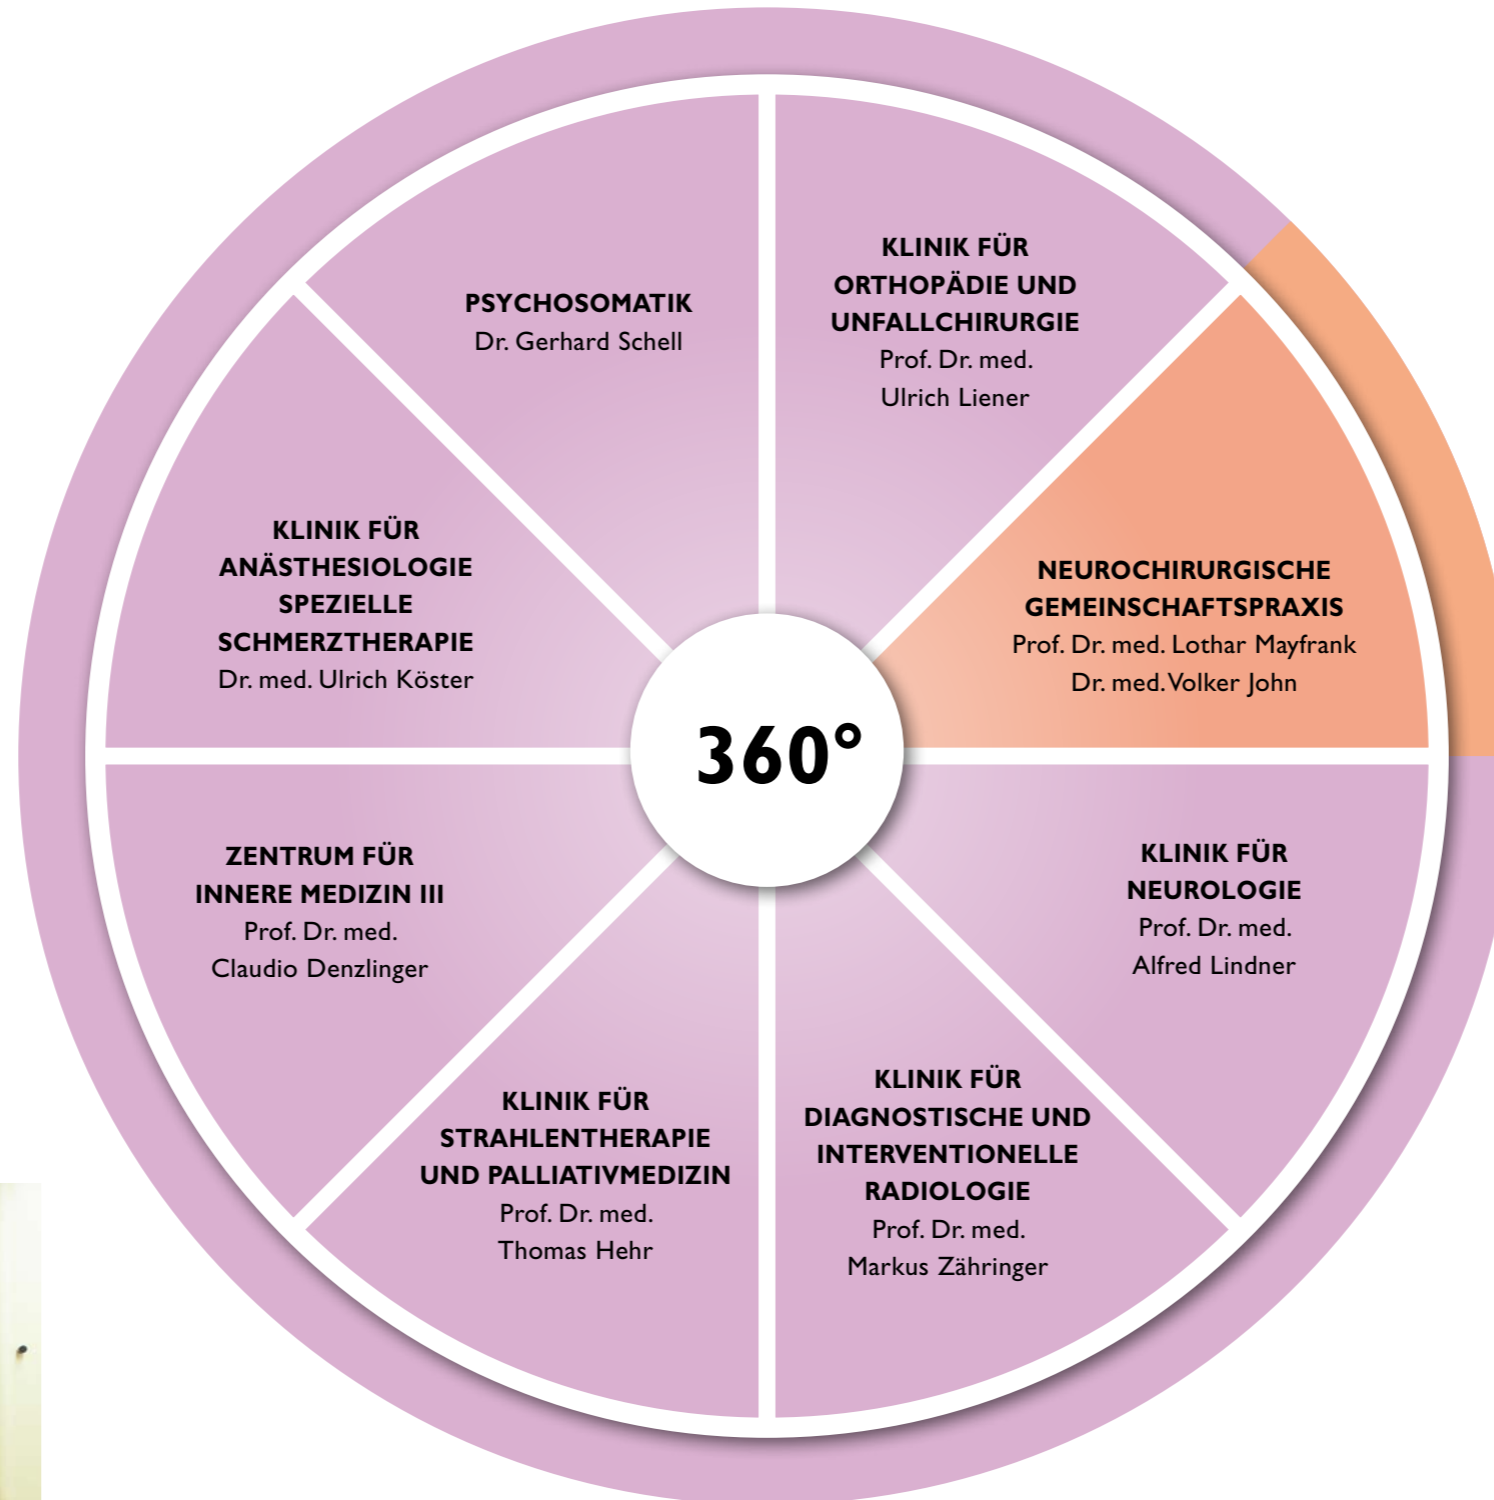 PSYCHOSOMATIK
Dr. Gerhard Schell
KLINIK FÜR
ORTHOPÄDIE UND
UNFALLCHIRURGIE
Prof. Dr. med.
Ulrich Liener
NEUROCHIRURGISCHE
GEMEINSCHAFTSPRAXIS
Prof. Dr. med. Lothar Mayfrank
Dr. med. Volker John
KLINIK FÜR
NEUROLOGIE
Prof. Dr. med.
Alfred Lindner
KLINIK FÜR
DIAGNOSTISCHE UND
INTERVENTIONELLE
RADIOLOGIE
Prof. Dr. med.
Markus Zähringer
KLINIK FÜR
STRAHLENTHERAPIE
UND PALLIATIVMEDIZIN
Prof. Dr. med.
Thomas Hehr
ZENTRUM FÜR
INNERE MEDIZIN III
Prof. Dr. med.
Claudio Denzlinger
KLINIK FÜR
ANÄSTHESIOLOGIE
SPEZIELLE
SCHMERZTHERAPIE
Dr. med. Ulrich Köster
360°